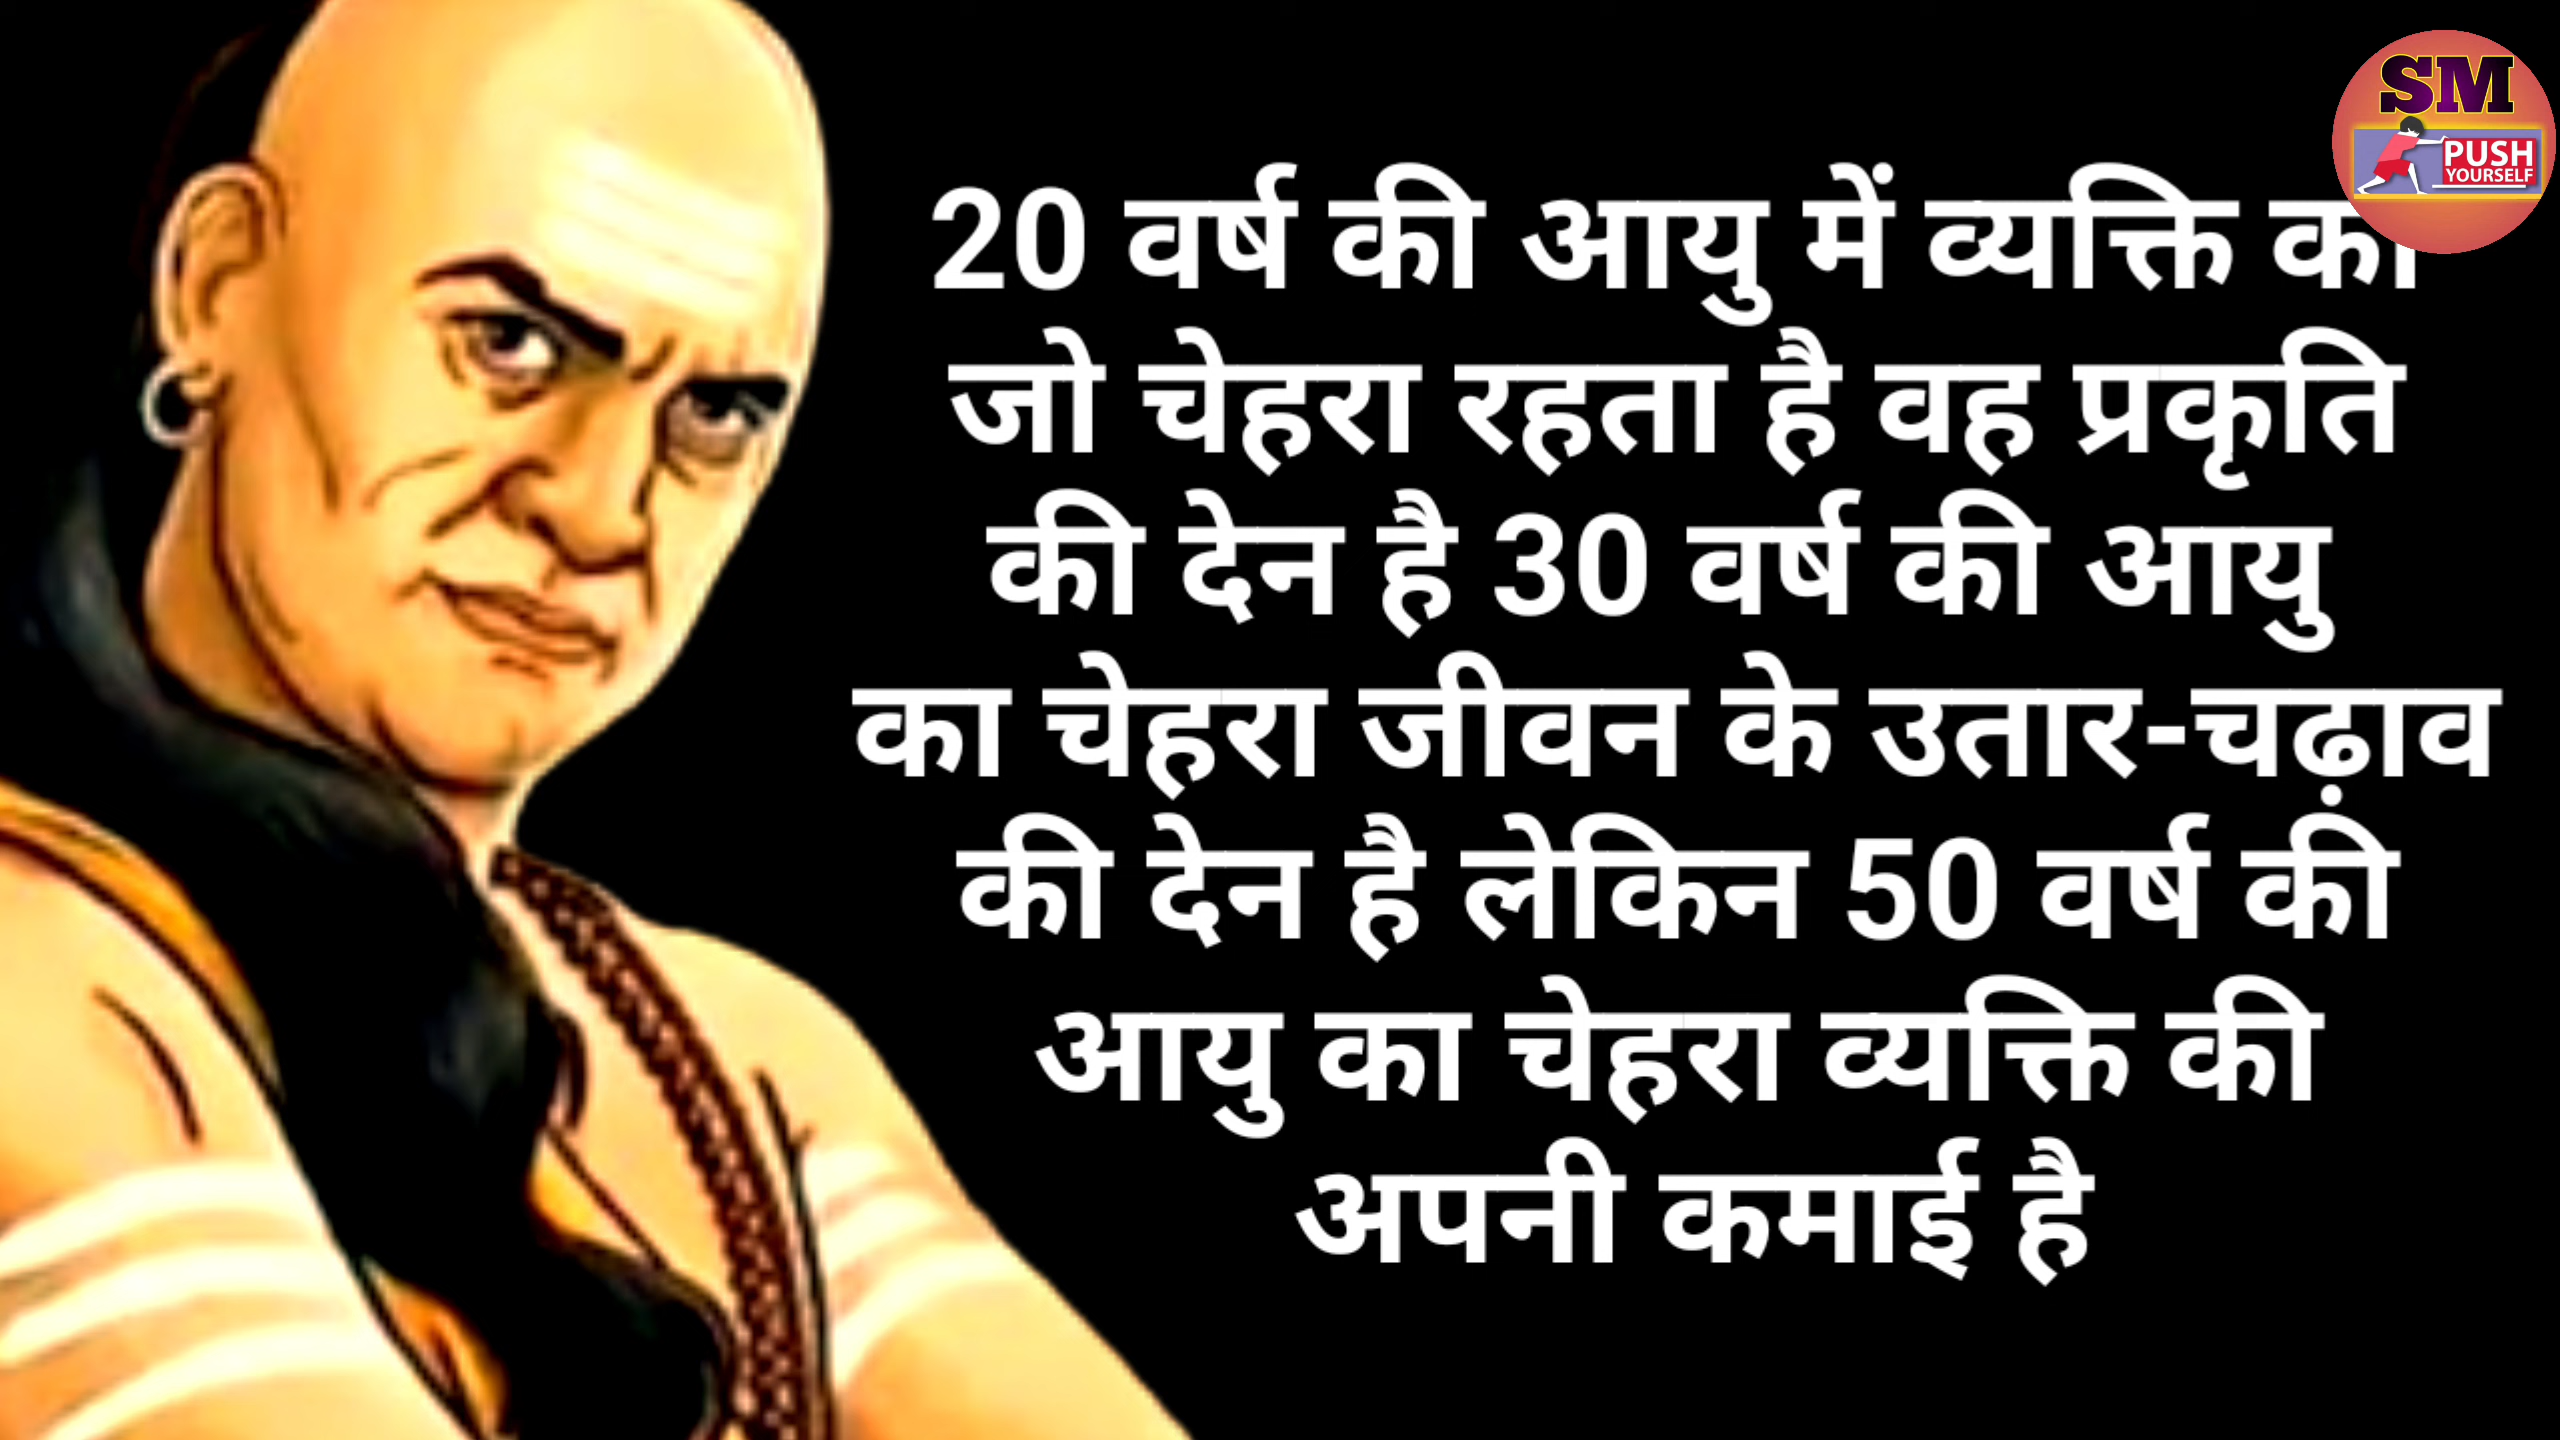 SM
PUSH
YOURSELF
20 वर्ष की आयु में व्यक्ति का
जो चेहरा रहता है वह प्रकृति
की देन है 30 वर्ष की आयु
का चेहरा जीवन के उतार-चढ़ाव
की देन है लेकिन 50 वर्ष की
आयु का चेहरा व्यक्ति की
अपनी कमाई है